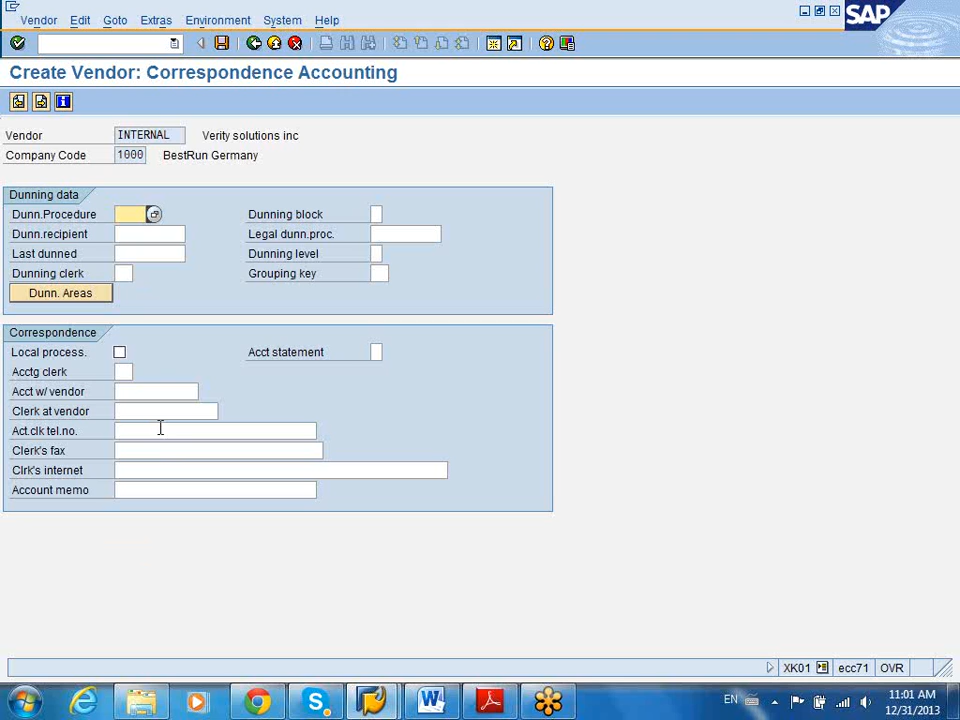 Vendor Edit Goto Extras Environment System Help
SAP
Create Vendor: Correspondence Accounting
Vendor INTERNAL Verity solutions inc
Company Code 1000 BestRun Germany
Dunning data
Dunn.Procedure Dunning block
Dunn.recipient Legal dunn.proc.
Last dunned Dunning level
Dunning clerk Grouping key
Dunn. Areas
Correspondence
Local process. Acct statement
Acctg clerk
Acct w/ vendor
Clerk at vendor
Act.clk tel.no.
Clerk's fax
Clrk's internet
Account memo
XK01 ecc71 OVR
EN 11:01 AM
12/31/2013